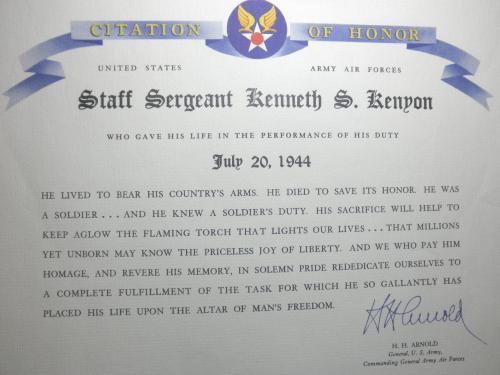 CITATION OF HONOR
UNITED STATES ARMY AIR FORCES
Staff Sergeant Kenneth S. Kenyon
WHO GAVE HIS LIFE IN THE PERFORMANCE OF HIS DUTY
July 20, 1944
HE LIVED TO BEAR HIS COUNTRY'S ARMS. HE DIED TO SAVE ITS HONOR. HE WAS
A SOLDIER . . . AND HE KNEW A SOLDIER'S DUTY. HIS SACRIFICE WILL HELP TO
KEEP AGLOW THE FLAMING TORCH THAT LIGHTS OUR LIVES . . . THAT MILLIONS
YET UNBORN MAY KNOW THE PRICELESS JOY OF LIBERTY. AND WE WHO PAY HIM
HOMAGE, AND REVERE HIS MEMORY, IN SOLEMN PRIDE REDEDICATE OURSELVES TO
A COMPLETE FULFILLMENT OF THE TASK FOR WHICH HE SO GALLANTLY HAS
PLACED HIS LIFE UPON THE ALTAR OF MAN'S FREEDOM.
H H Arnold
H. H. ARNOLD
General, U. S. Army,
Commanding General Army Air Forces